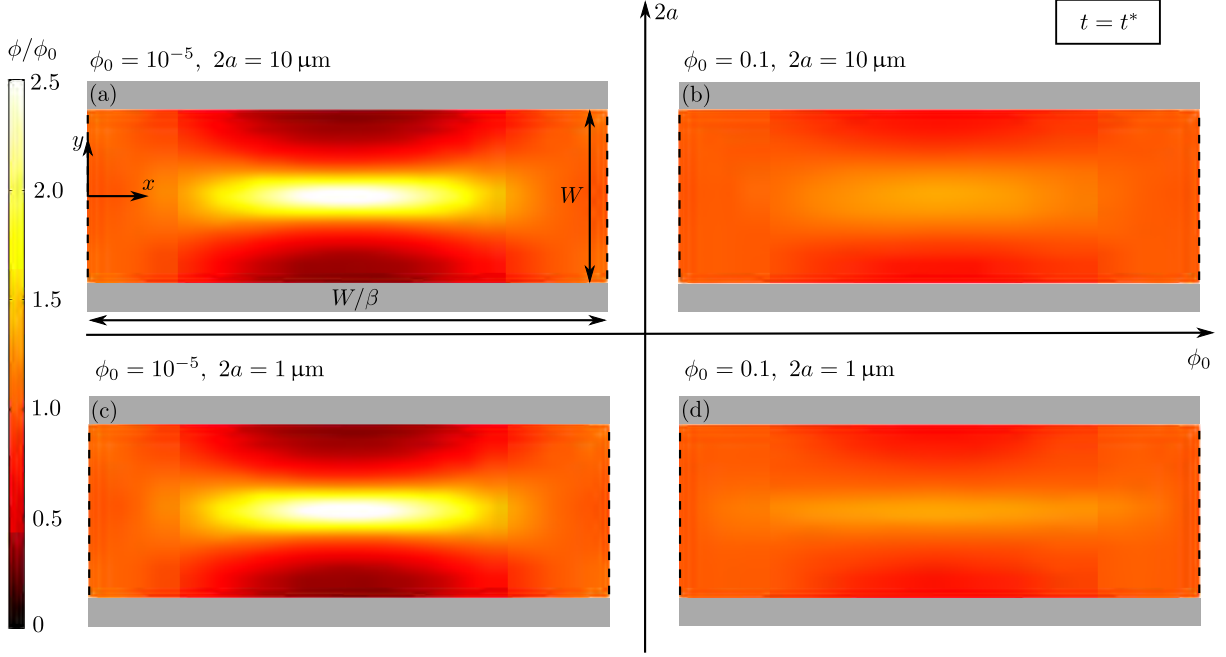 2a
t = t*
ϕ/ϕ₀
ϕ₀ = 10⁻⁵, 2a = 10 μm
ϕ₀ = 0.1, 2a = 10 μm
2.5
(a)
(b)
y
2.0
x
W
1.5
W/β
ϕ₀
ϕ₀ = 10⁻⁵, 2a = 1 μm
ϕ₀ = 0.1, 2a = 1 μm
1.0
(c)
(d)
0.5
0